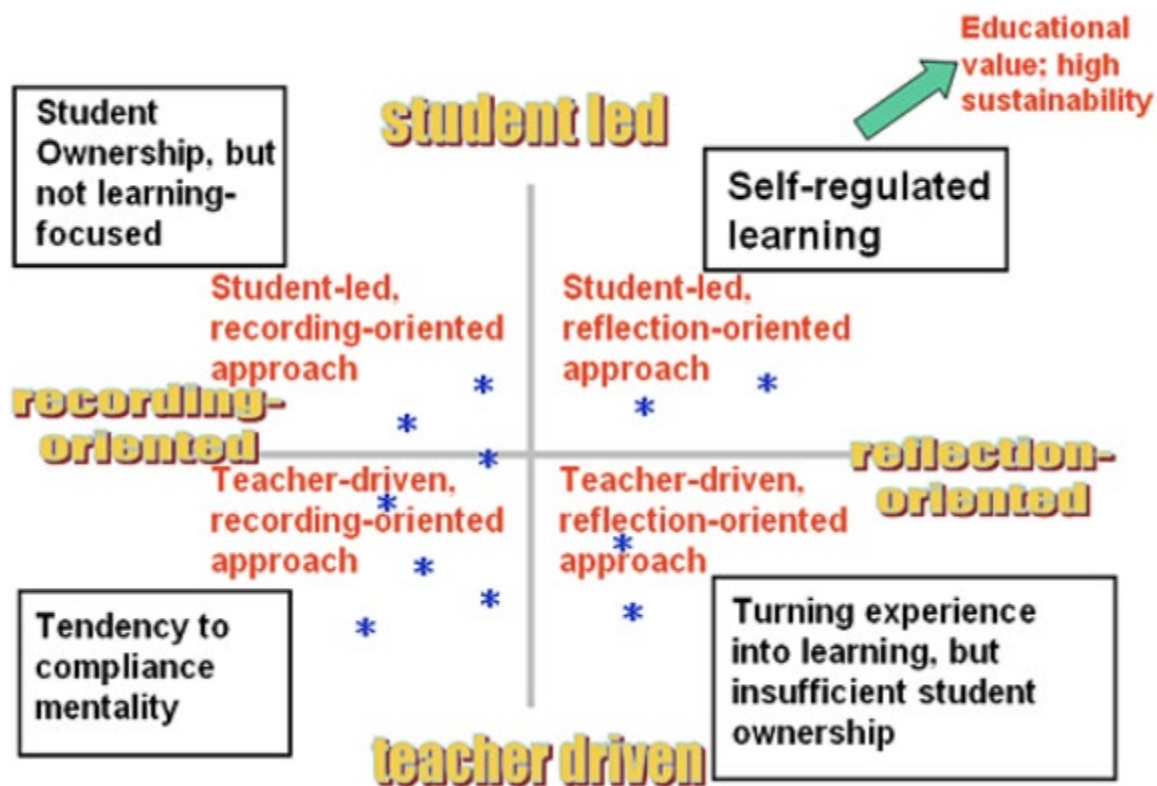 Educational
value; high
sustainability
Student
Ownership, but
not learning-
focused
student led
Self-regulated
learning
Student-led,
recording-oriented
approach
Student-led,
reflection-oriented
approach
recording-
oriented
reflection-
oriented
Teacher-driven,
recording-oriented
approach
Teacher-driven,
reflection-oriented
approach
Tendency to
compliance
mentality
Turning experience
into learning, but
insufficient student
ownership
teacher driven